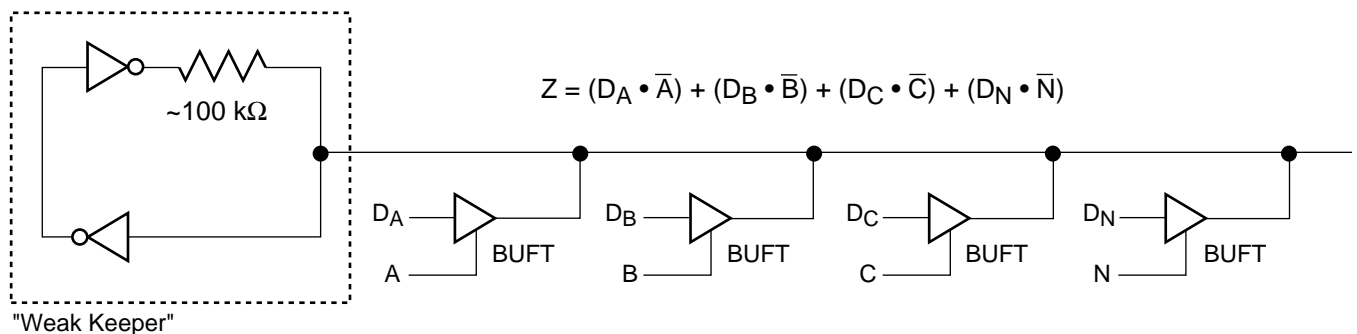 Z = (D_A • A̅) + (D_B • B̅) + (D_C • C̅) + (D_N • N̅)
~100 kΩ
D_A
D_B
D_C
D_N
BUFT
BUFT
BUFT
BUFT
A
B
C
N
"Weak Keeper"